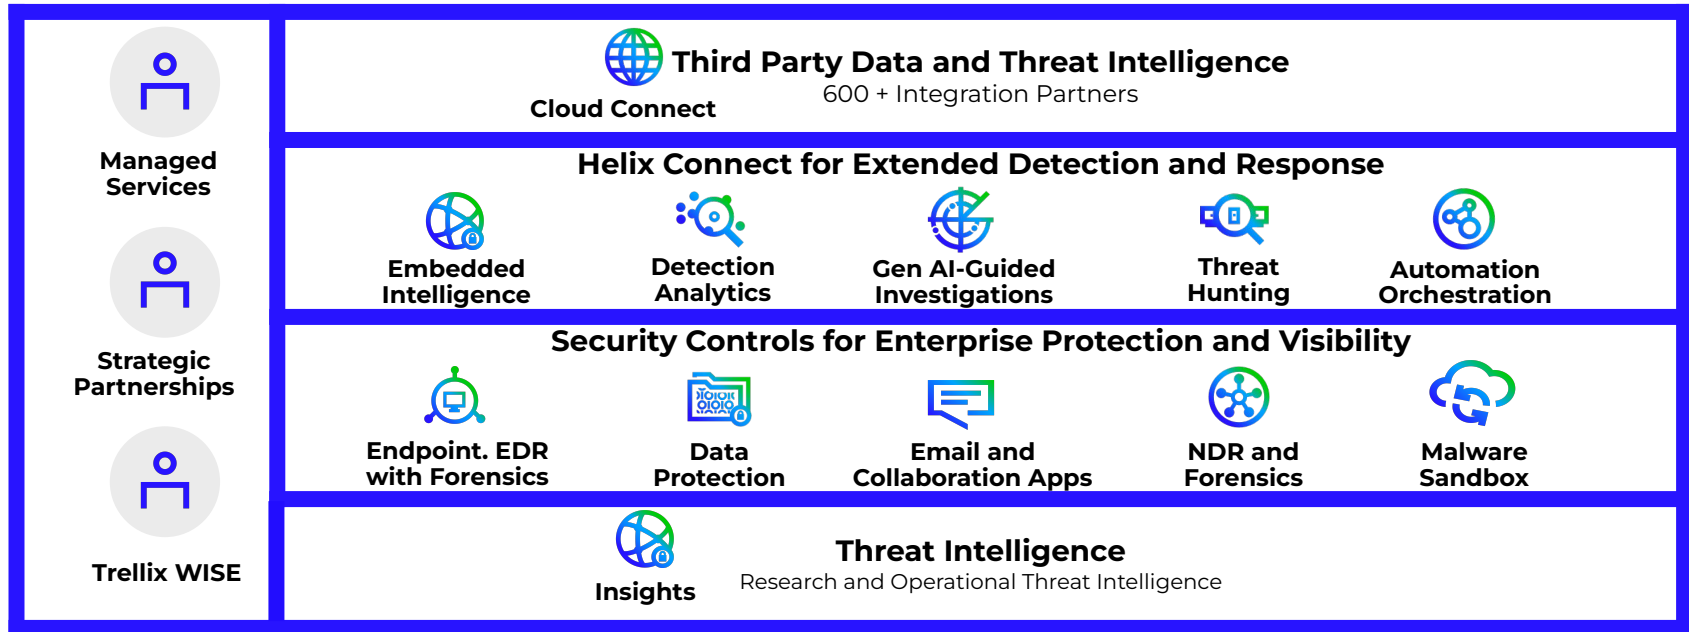 Managed
Services
Strategic
Partnerships
Trellix WISE
Third Party Data and Threat Intelligence
600 + Integration Partners
Cloud Connect
Helix Connect for Extended Detection and Response
Embedded
Intelligence
Detection
Analytics
Gen AI-Guided
Investigations
Threat
Hunting
Automation
Orchestration
Security Controls for Enterprise Protection and Visibility
Endpoint. EDR
with Forensics
Data
Protection
Email and
Collaboration Apps
NDR and
Forensics
Malware
Sandbox
Threat Intelligence
Research and Operational Threat Intelligence
Insights